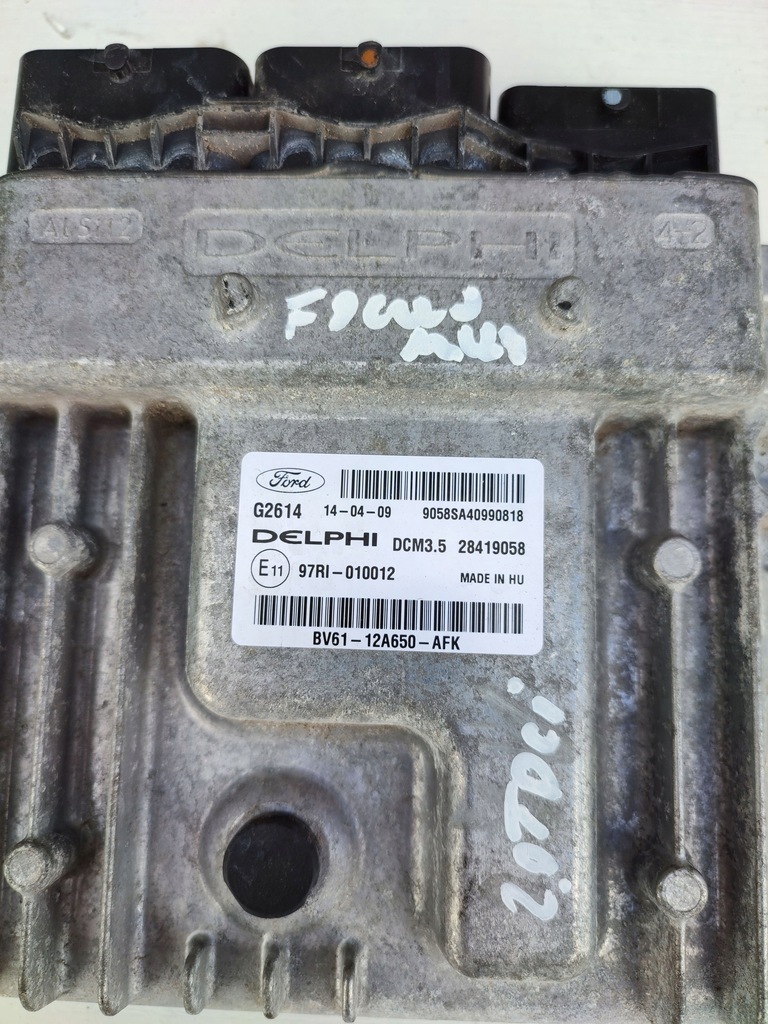 DELPHI
4-2
Ford
G2614 14-04-09 9058SA40990818
DELPHI DCM3.5 28419058
E11 97RI-010012 MADE IN HU
BV61-12A650-AFK
2.0TDCi